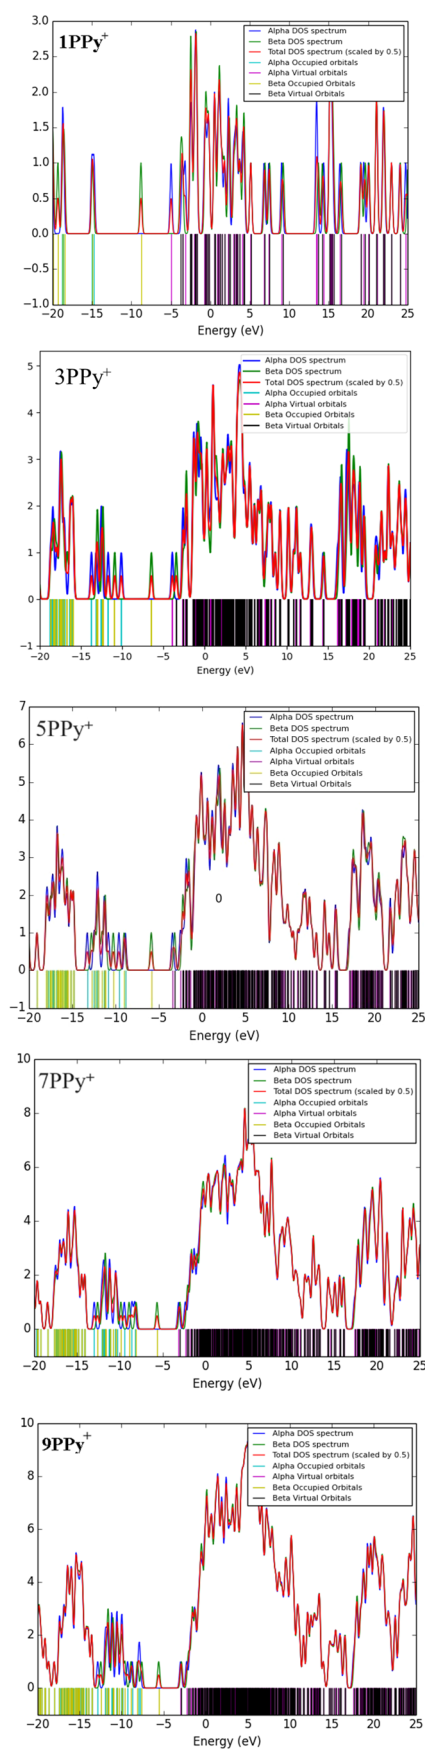 1PPy+
Alpha DOS spectrum
Beta DOS spectrum
Total DOS spectrum (scaled by 0.5)
Alpha Occupied orbitals
Alpha Virtual orbitals
Beta Occupied Orbitals
Beta Virtual Orbitals
3.0
2.5
2.0
1.5
1.0
0.5
0.0
−0.5
−1.0
−20 −15 −10 −5 0 5 10 15 20 25
Energy (eV)
3PPy+
Alpha DOS spectrum
Beta DOS spectrum
Total DOS spectrum (scaled by 0.5)
Alpha Occupied orbitals
Alpha Virtual orbitals
Beta Occupied Orbitals
Beta Virtual Orbitals
5
4
3
2
1
0
−1
−20 −15 −10 −5 0 5 10 15 20 25
Energy (eV)
5PPy+
Alpha DOS spectrum
Beta DOS spectrum
Total DOS spectrum (scaled by 0.5)
Alpha Occupied orbitals
Alpha Virtual orbitals
Beta Occupied Orbitals
Beta Virtual Orbitals
7
6
5
4
3
2
0
1
0
−1
−20 −15 −10 −5 0 5 10 15 20 25
Energy (eV)
7PPy+
Alpha DOS spectrum
Beta DOS spectrum
Total DOS spectrum (scaled by 0.5)
Alpha Occupied orbitals
Alpha Virtual orbitals
Beta Occupied Orbitals
Beta Virtual Orbitals
10
8
6
4
2
0
−20 −15 −10 −5 0 5 10 15 20 25
Energy (eV)
9PPy+
Alpha DOS spectrum
Beta DOS spectrum
Total DOS spectrum (scaled by 0.5)
Alpha Occupied orbitals
Alpha Virtual orbitals
Beta Occupied Orbitals
Beta Virtual Orbitals
10
8
6
4
2
0
−20 −15 −10 −5 0 5 10 15 20 25
Energy (eV)